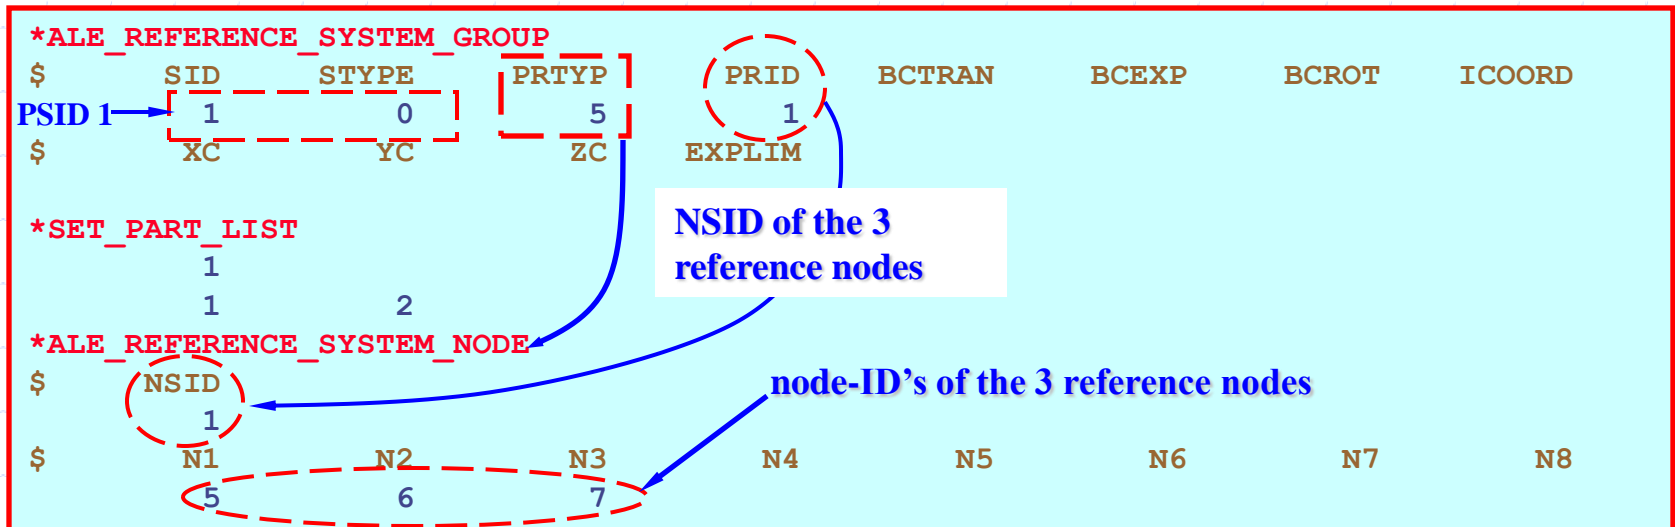 *ALE_REFERENCE_SYSTEM_GROUP
$ SID STYPE PRTYP PRID BCTRAN BCEXP BCROT ICOORD
PSID 1 1 0 5 1
$ XC YC ZC EXPLIM
NSID of the 3
reference nodes
*SET_PART_LIST
1
1 2
*ALE_REFERENCE_SYSTEM_NODE
$ NSID
node-ID’s of the 3 reference nodes
1
$ N1 N2 N3 N4 N5 N6 N7 N8
5 6 7